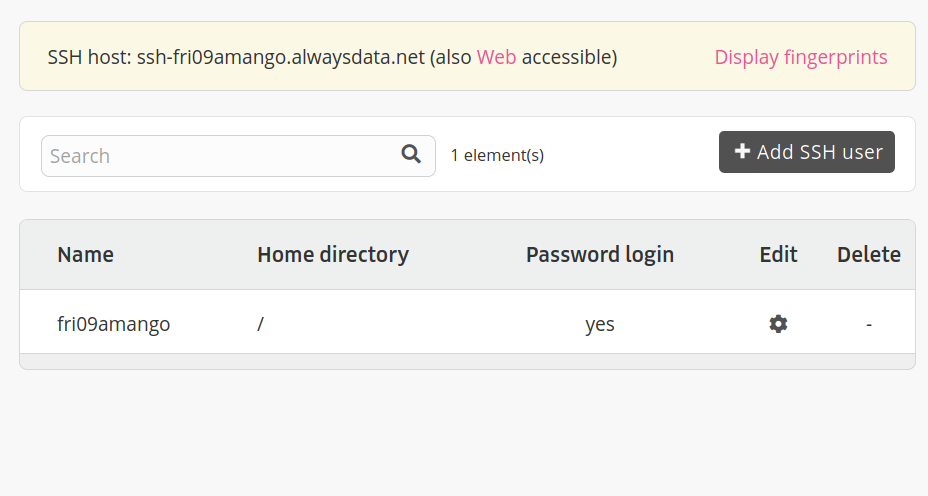 SSH host: ssh-fri09amango.alwaysdata.net (also Web accessible) Display fingerprints
Search 1 element(s) Add SSH user
Name Home directory Password login Edit Delete
fri09amango / yes -